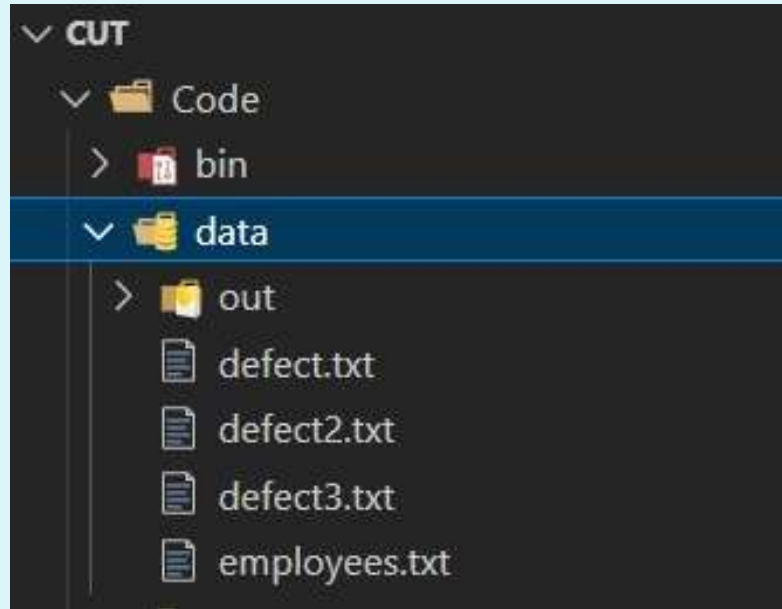 CUT
Code
bin
data
out
defect.txt
defect2.txt
defect3.txt
employees.txt